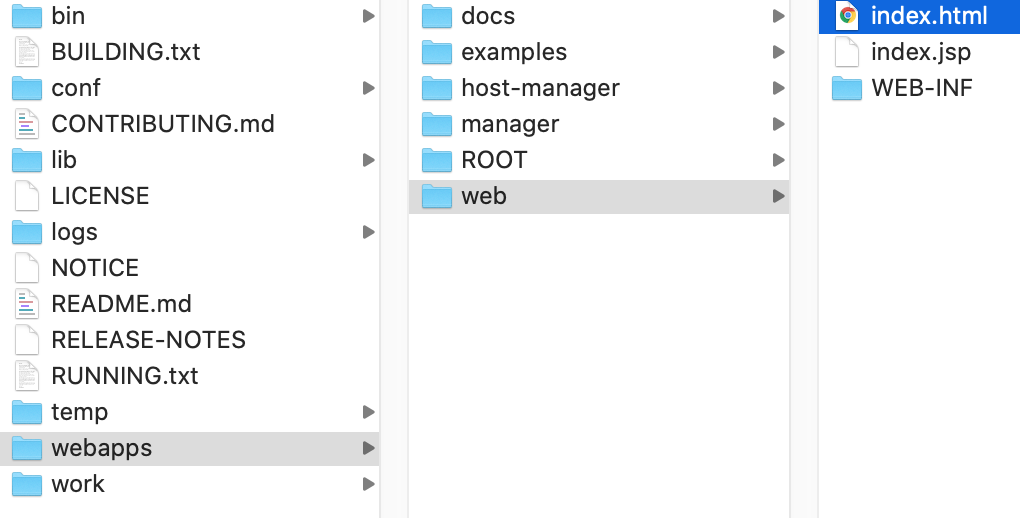 bin
BUILDING.txt
conf
CONTRIBUTING.md
lib
LICENSE
logs
NOTICE
README.md
RELEASE-NOTES
RUNNING.txt
temp
webapps
work
docs
examples
host-manager
manager
ROOT
web
index.html
index.jsp
WEB-INF